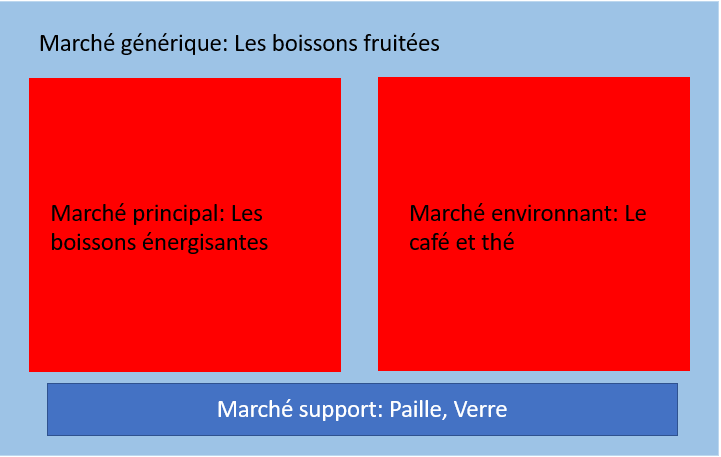 Marché générique: Les boissons fruitées
Marché principal: Les
boissons énergisantes
Marché environnant: Le
café et thé
Marché support: Paille, Verre